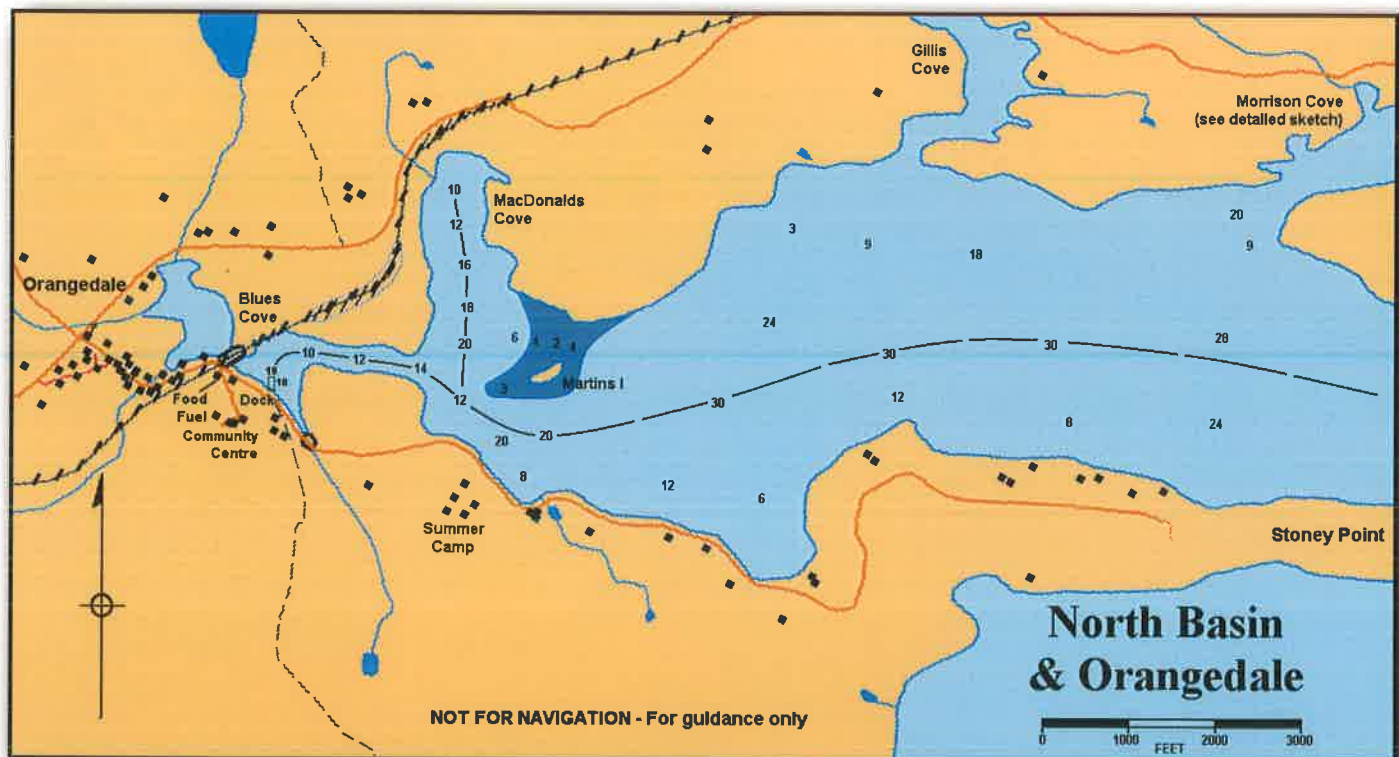 Gillis
Cove
Morrison Cove
(see detailed sketch)
10
MacDonalds
Cove
12
20
3
9
18
9
16
Orangedale
Blues
Cove
18
24
28
6
4
2
4
20
10
12
14
30
30
3
Martins I
18
18
12
30
12
Food
Fuel
Dock
Community
Centre
20
20
6
24
8
12
6
Summer
Camp
Stoney Point
North Basin
& Orangedale
NOT FOR NAVIGATION - For guidance only
0 1000 2000 3000
FEET